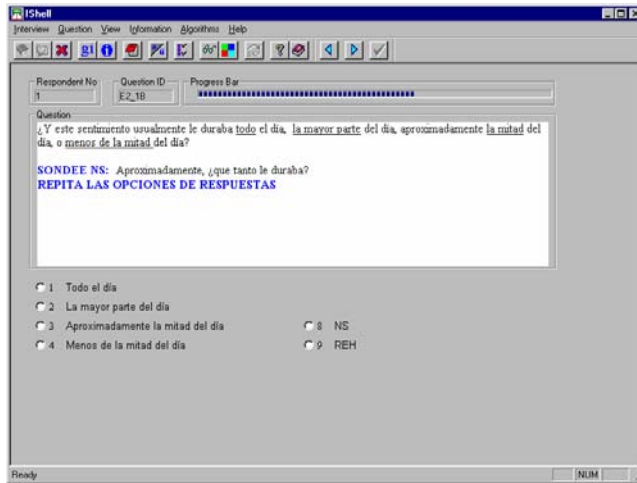 IShell
Interview Question View Information Algorithms Help
Respondent No
1
Question ID
E2_1B
Progress Bar
Question
¿Y este sentimiento usualmente le duraba todo el día, la mayor parte del día, aproximadamente la mitad del
día, o menos de la mitad del día?
SONDEE NS: Aproximadamente, ¿que tanto le duraba?
REPITA LAS OPCIONES DE RESPUESTAS
1 Todo el día
2 La mayor parte del día
3 Aproximadamente la mitad del día
8 NS
4 Menos de la mitad del día
9 REH
Ready
NUM